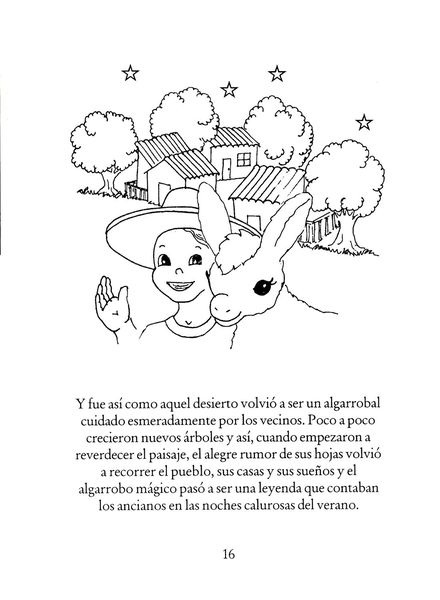 Y fue así como aquel desierto volvió a ser un algarrobal
cuidado esmeradamente por los vecinos. Poco a poco
crecieron nuevos árboles y así, cuando empezaron a
reverdecer el paisaje, el alegre rumor de sus hojas volvió
a recorrer el pueblo, sus casas y sus sueños y el
algarrobo mágico pasó a ser una leyenda que contaban
los ancianos en las noches calurosas del verano.
16